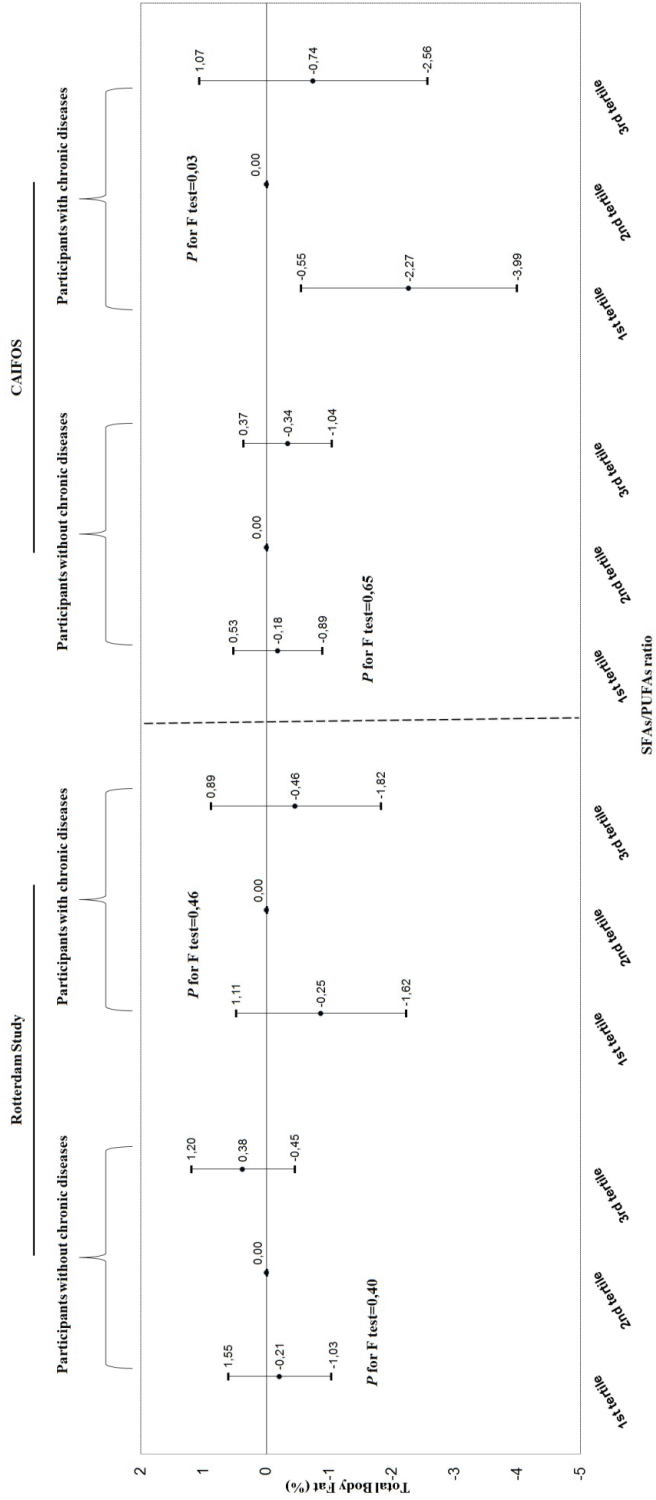 Rotterdam Study
CAIFOS
Participants without chronic diseases
Participants with chronic diseases
Participants without chronic diseases
Participants with chronic diseases
2
1
0
-1
-2
-3
-4
-5
Total Body Fat (%)
1,55
-0,21
-1,03
P for F test=0,40
0,00
1,20
0,38
-0,45
1,11
-0,25
-1,62
P for F test=0,46
0,00
0,89
-0,46
-1,82
0,53
-0,18
-0,89
P for F test=0,65
0,00
0,37
-0,34
-1,04
-0,55
-2,27
-3,99
P for F test=0,03
0,00
1,07
-0,74
-2,56
1st tertile
2nd tertile
3rd tertile
1st tertile
2nd tertile
3rd tertile
1st tertile
2nd tertile
3rd tertile
1st tertile
2nd tertile
3rd tertile
SFAs/PUFAs ratio